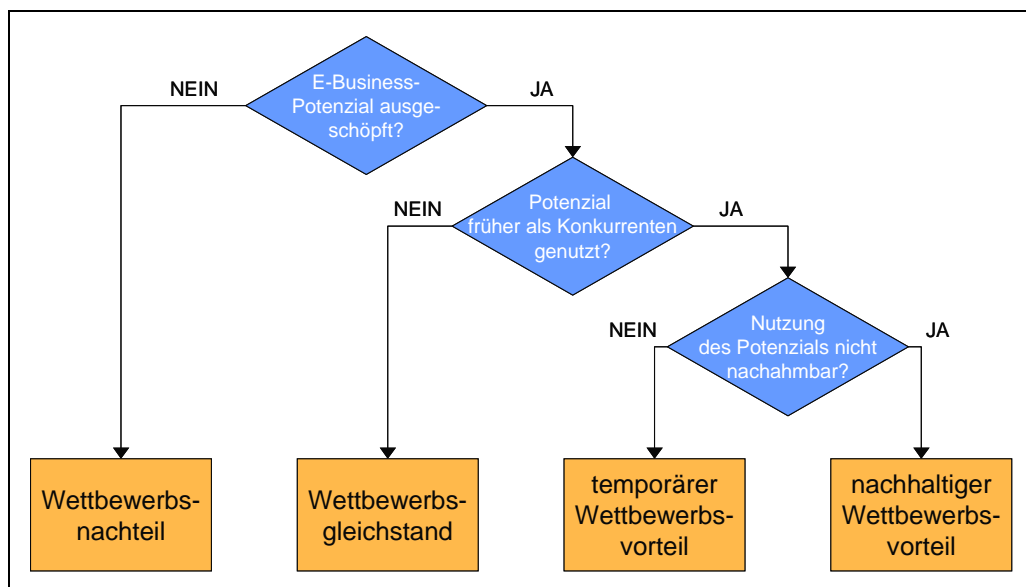 E-Business-
Potenzial ausge-
schöpft?
NEIN
JA
Potenzial
früher als Konkurrenten
genutzt?
NEIN
JA
Nutzung
des Potenzials nicht
nachahmbar?
NEIN
JA
Wettbewerbs-
nachteil
Wettbewerbs-
gleichstand
temporärer
Wettbewerbs-
vorteil
nachhaltiger
Wettbewerbs-
vorteil